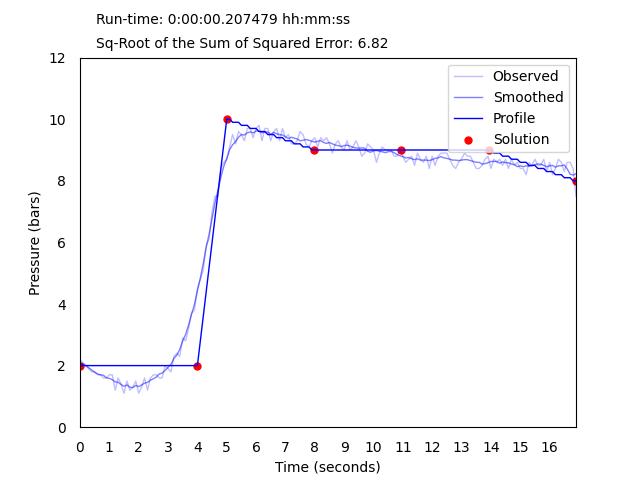 Run-time: 0:00:00.207479 hh:mm:ss
Sq-Root of the Sum of Squared Error: 6.82
Observed
Smoothed
Profile
Solution
12
10
8
6
4
2
0
Pressure (bars)
0 1 2 3 4 5 6 7 8 9 10 11 12 13 14 15 16
Time (seconds)